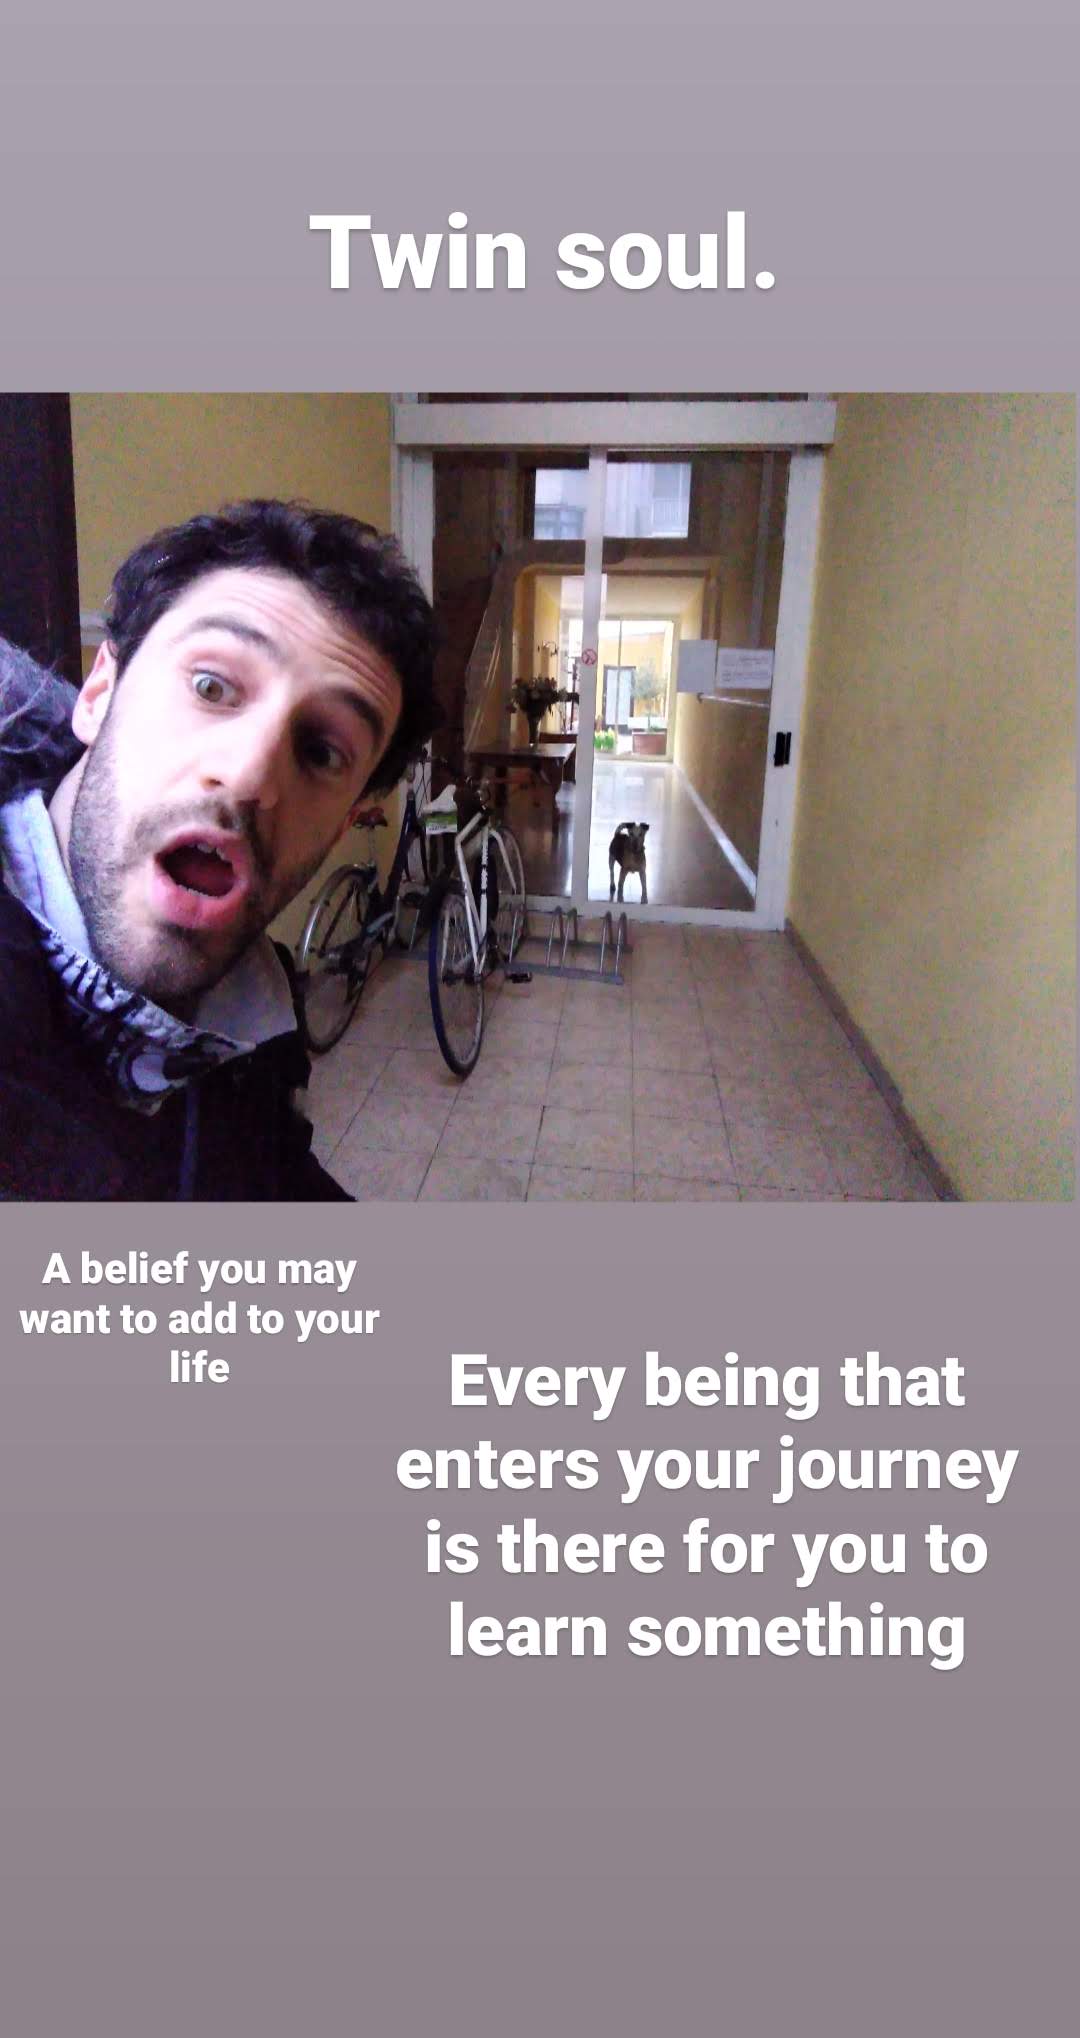 Twin soul.
A belief you may
want to add to your
life
Every being that
enters your journey
is there for you to
learn something